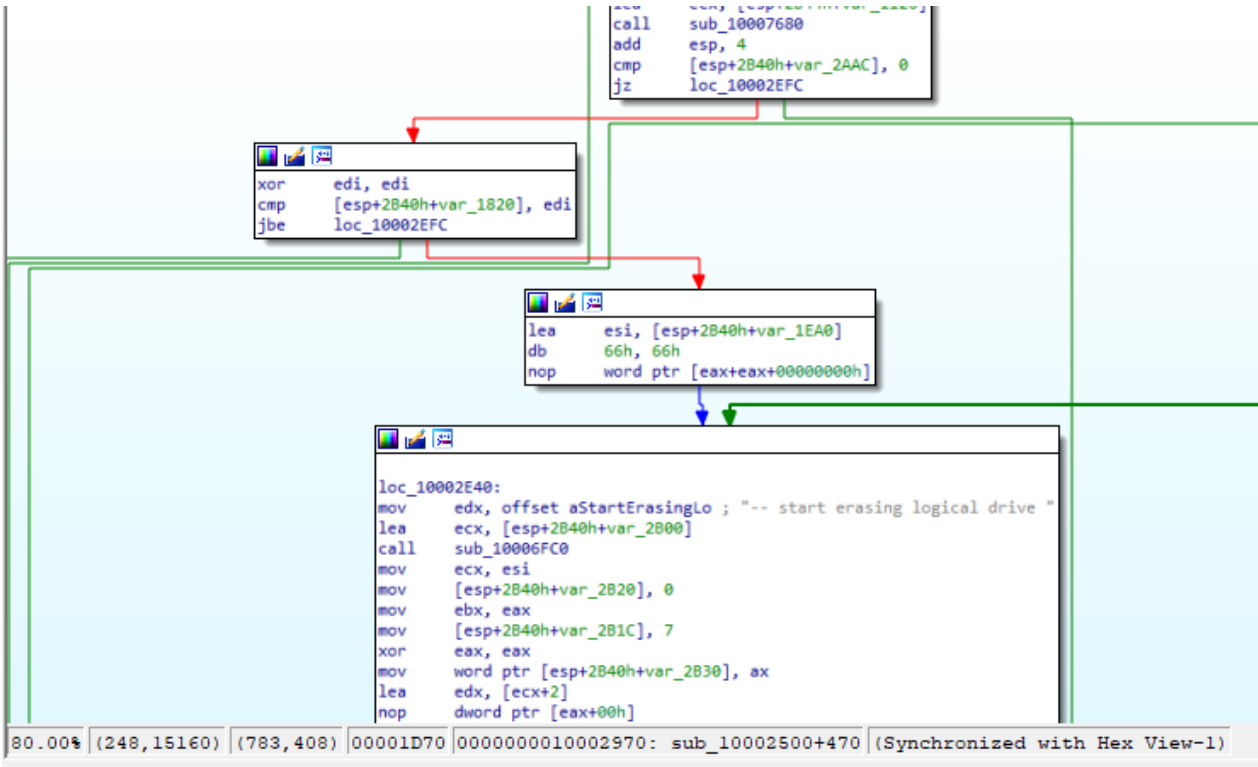 call sub_10007680
add esp, 4
cmp [esp+2B40h+var_2AAC], 0
jz loc_10002EFC
xor edi, edi
cmp [esp+2B40h+var_1820], edi
jbe loc_10002EFC
lea esi, [esp+2B40h+var_1EA0]
db 66h, 66h
nop word ptr [eax+eax+00000000h]
loc_10002E40:
mov edx, offset aStartErasingLo ; "-- start erasing logical drive "
lea ecx, [esp+2B40h+var_2B00]
call sub_10006FC0
mov ecx, esi
mov [esp+2B40h+var_2B20], 0
mov ebx, eax
mov [esp+2B40h+var_2B1C], 7
xor eax, eax
mov word ptr [esp+2B40h+var_2B30], ax
lea edx, [ecx+2]
nop dword ptr [eax+00h]
80.00% (248,15160) (783,408) 00001D70 0000000010002970: sub_10002500+470 (Synchronized with Hex View-1)